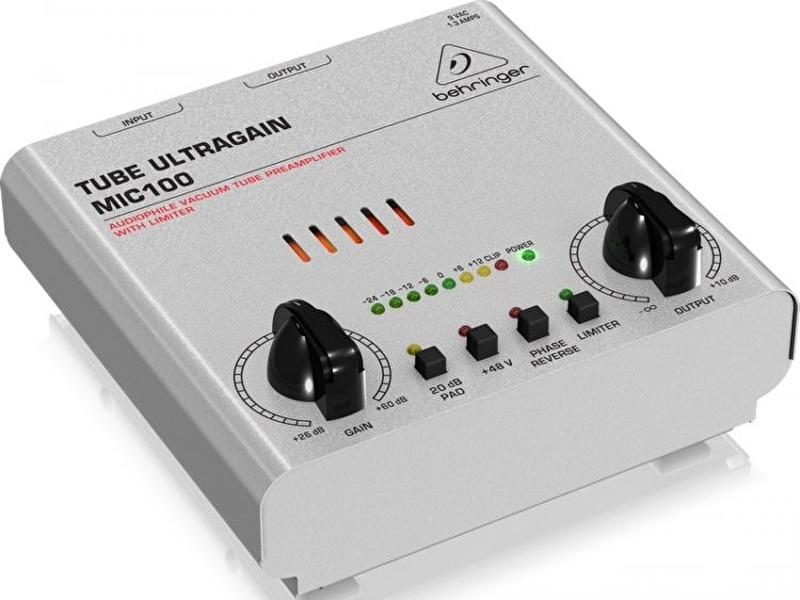 9 VAC
1.3 AMPS
behringer
INPUT
OUTPUT
TUBE ULTRAGAIN
MIC100
AUDIOPHILE VACUUM TUBE PREAMPLIFIER
WITH LIMITER
-24 -18 -12 -6 0 +6 +12 CLIP POWER
+26 dB
+60 dB
GAIN
20 dB
PAD
+48 V
PHASE
REVERSE
LIMITER
-∞
+10 dB
OUTPUT